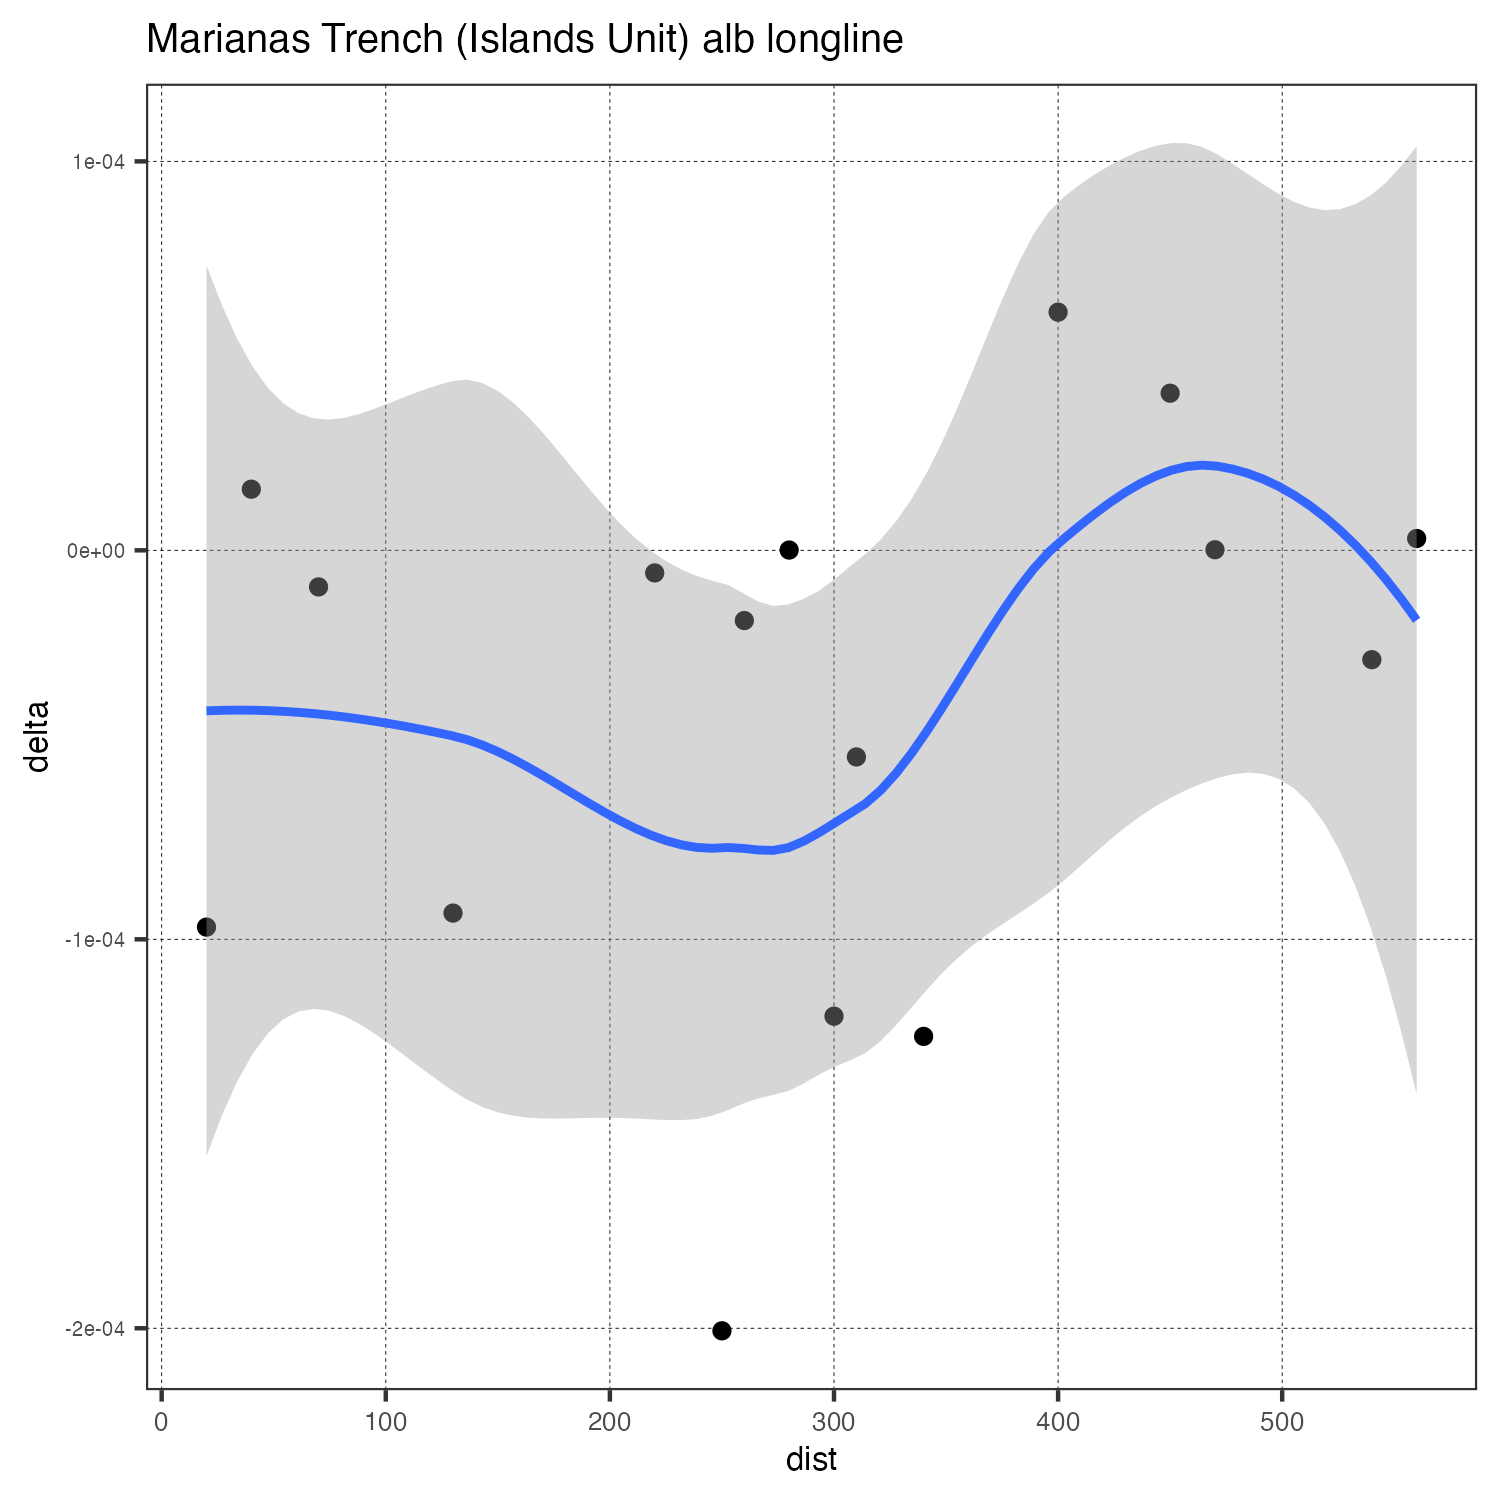 Marianas Trench (Islands Unit) alb longline
1e-04
0e+00
-1e-04
-2e-04
delta
0 100 200 300 400 500
dist